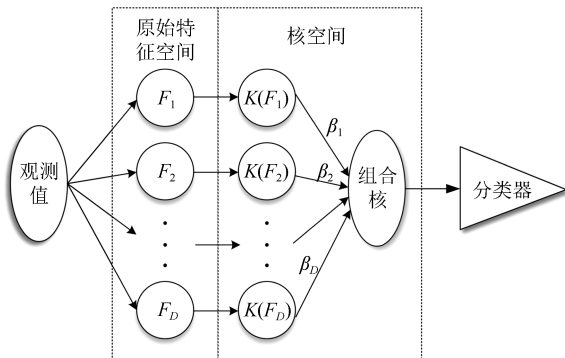 原始特
征空间
核空间
观测
值
F1
K(F1)
β1
F2
K(F2)
β2
组合
核
分类器
βD
FD
K(FD)